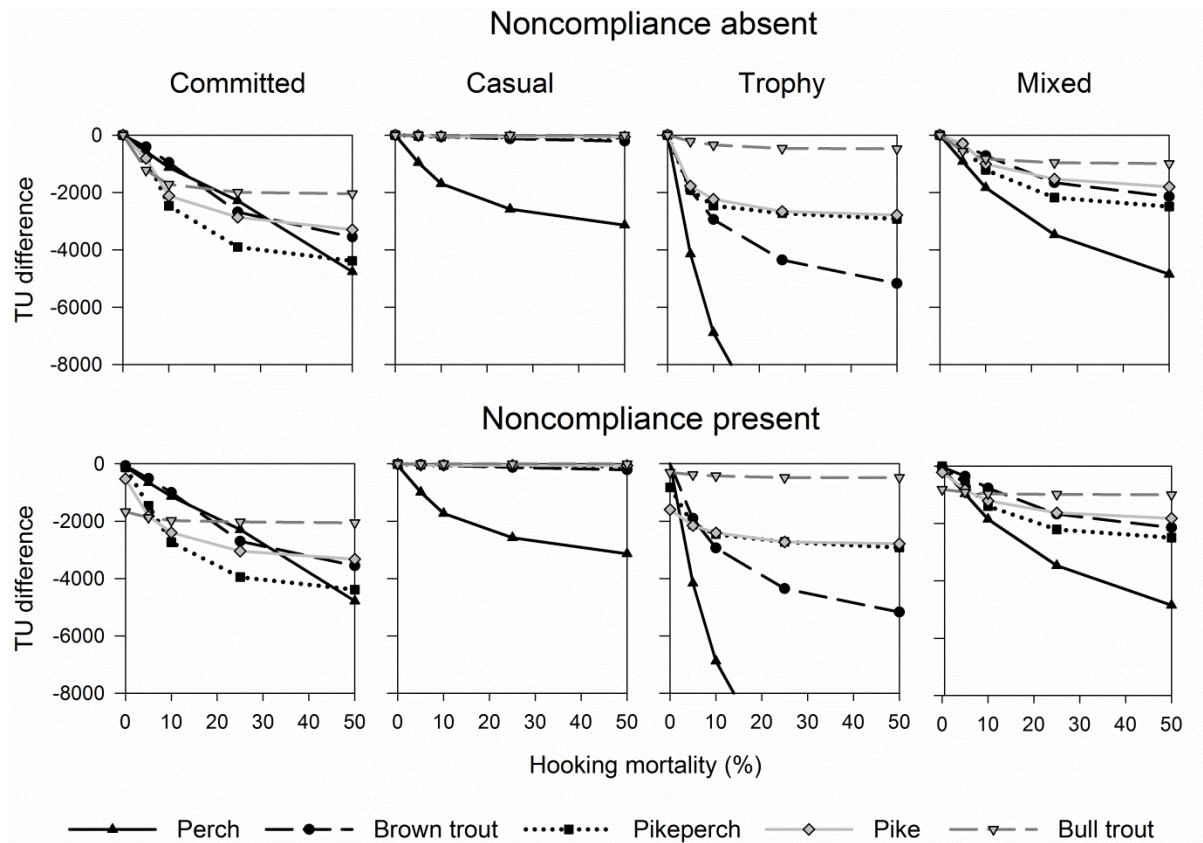 Noncompliance absent
Committed Casual Trophy Mixed
0
-2000
-4000
-6000
-8000
TU difference
Noncompliance present
0
-2000
-4000
-6000
-8000
TU difference
0 10 20 30 40 50 0 10 20 30 40 50 0 10 20 30 40 50 0 10 20 30 40 50
Hooking mortality (%)
Perch Brown trout Pikeperch Pike Bull trout